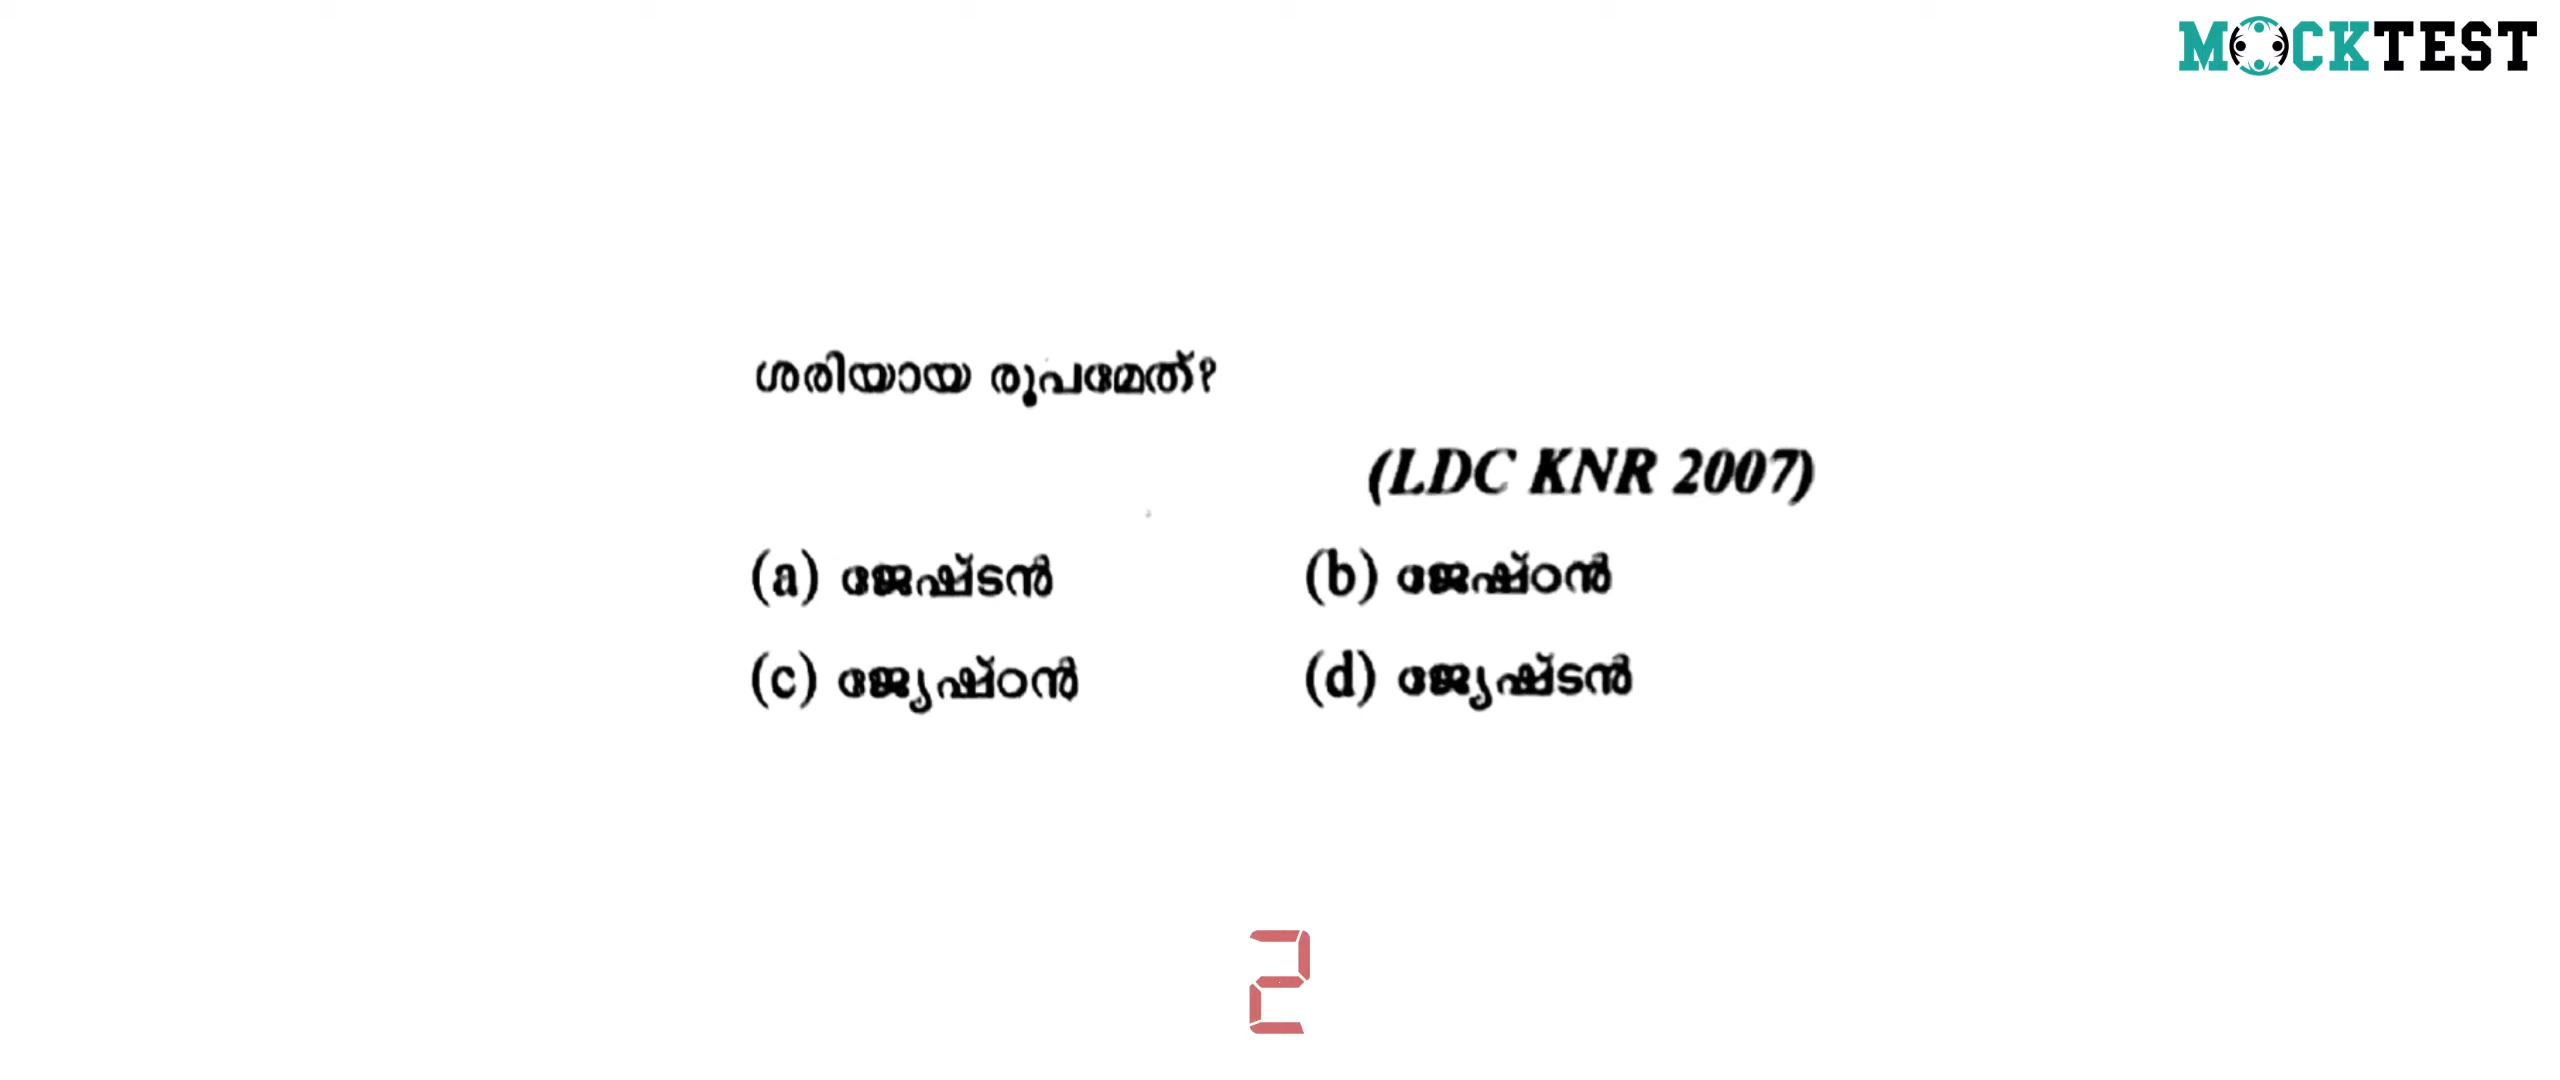 MOCKTEST
ശരിയായ രൂപമേത്?
(LDC KNR 2007)
(a) ജേഷ്ടൻ (b) ജേഷ്ഠൻ
(c) ജ്യേഷ്ഠൻ (d) ജ്യേഷ്ടൻ
2